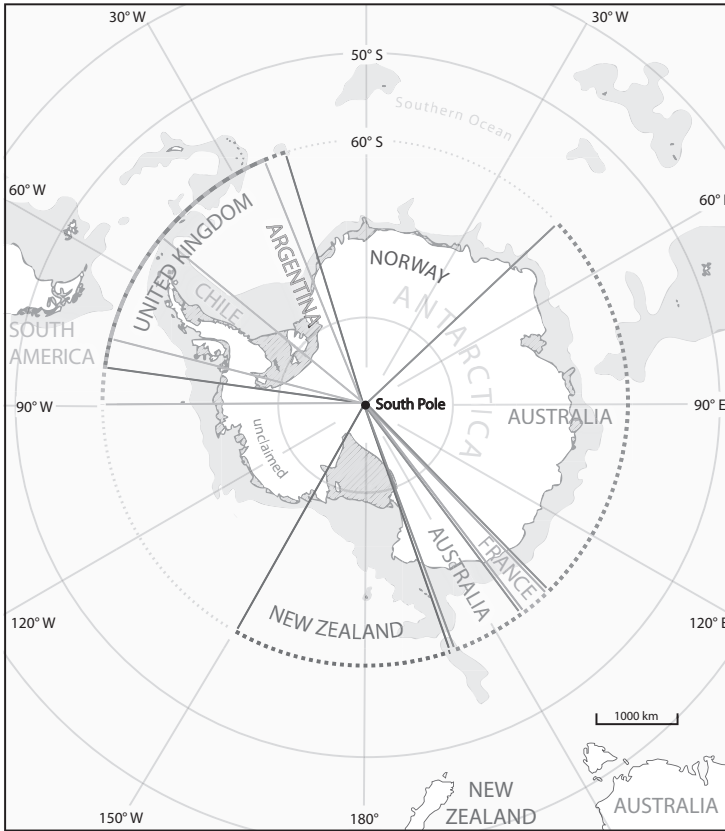 30° W
30° W
50° S
Southern Ocean
60° S
60° W
60° E
UNITED KINGDOM
ARGENTINA
NORWAY
CHILE
ANTARCTICA
SOUTH
AMERICA
90° W
South Pole
AUSTRALIA
90° E
unclaimed
FRANCE
AUSTRALIA
NEW ZEALAND
120° W
120° E
1000 km
150° W
180°
NEW
ZEALAND
AUSTRALIA